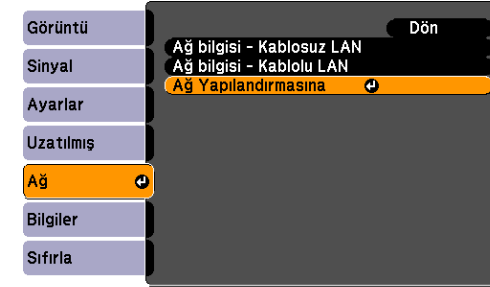 Görüntü
Sinyal
Ayarlar
Uzatılmış
Ağ
Bilgiler
Sıfırla
Dön
Ağ bilgisi - Kablosuz LAN
Ağ bilgisi - Kablolu LAN
Ağ Yapılandırmasına